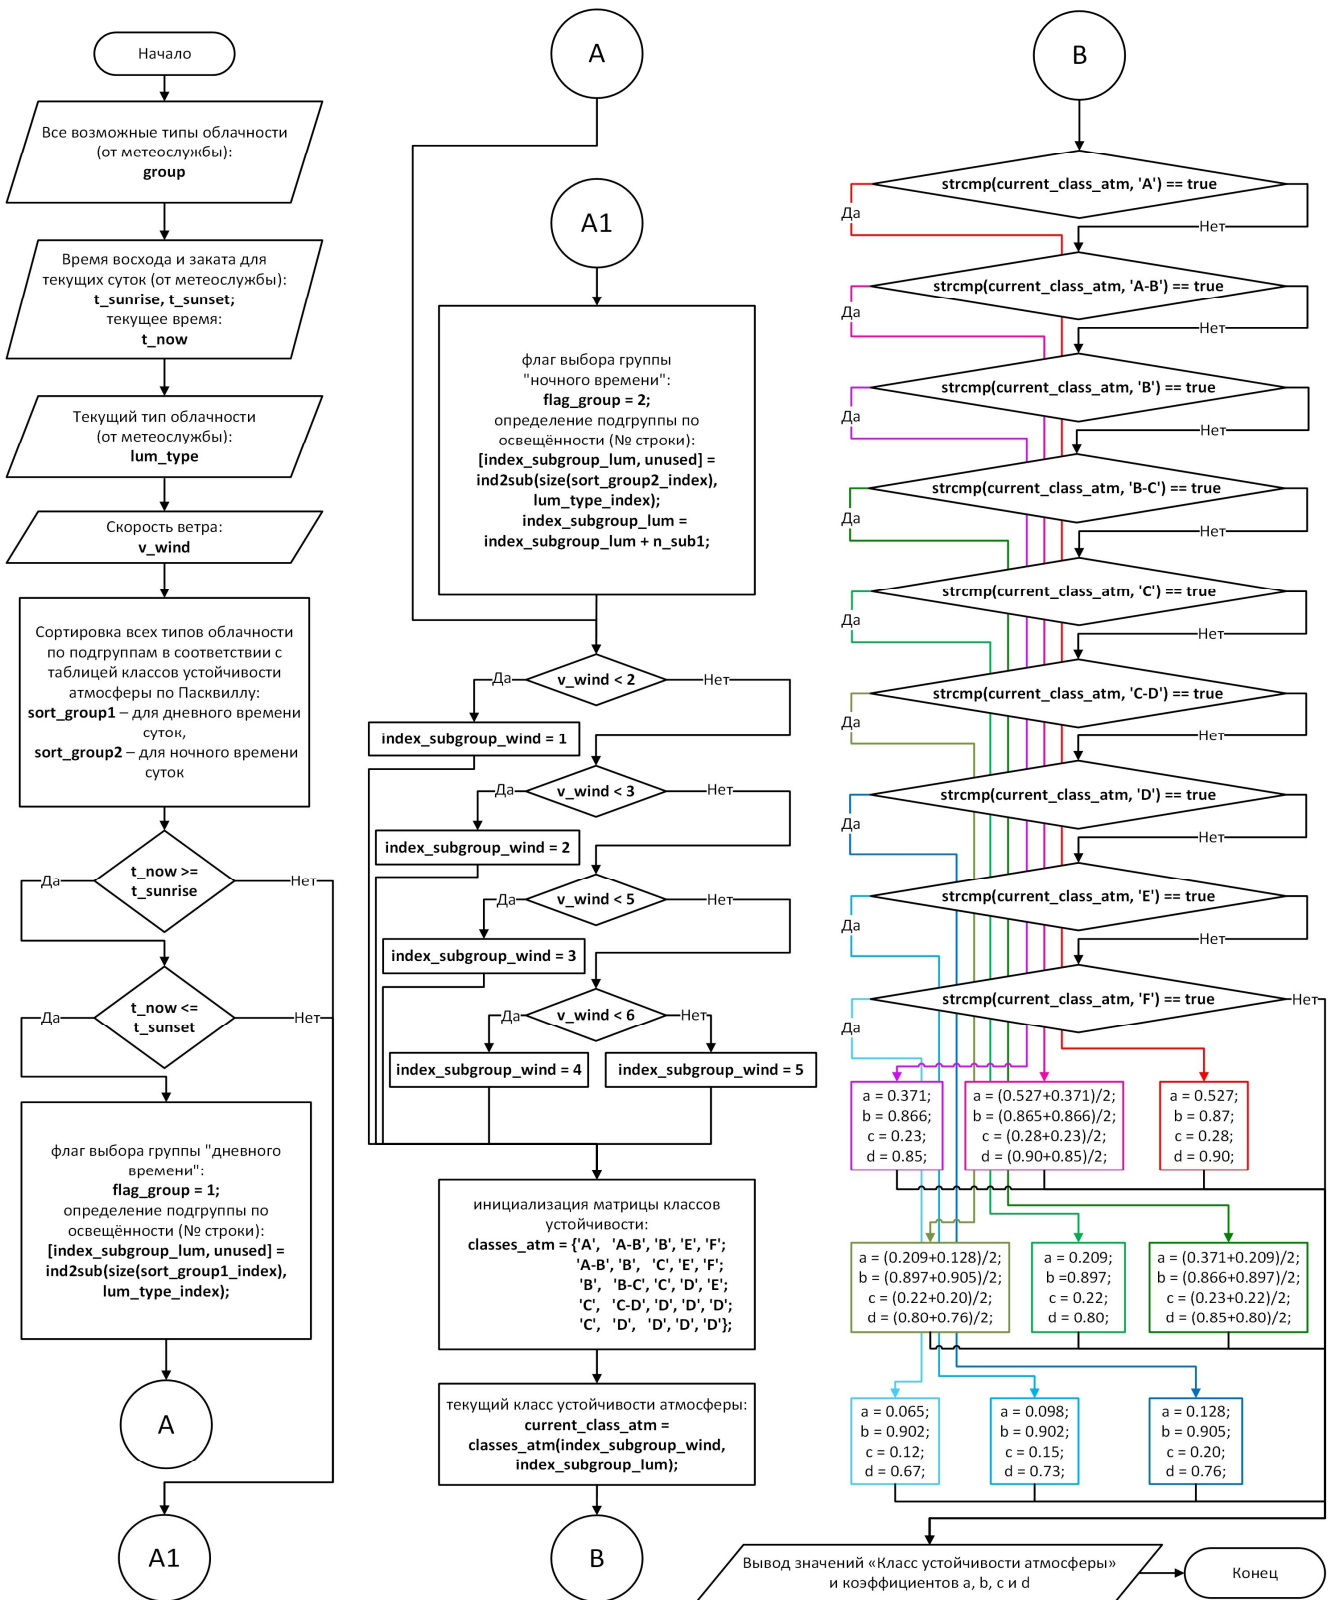 Начало
Все возможные типы облачности
(от метеослужбы):
group
Время восхода и заката для
текущих суток (от метеослужбы):
t_sunrise, t_sunset;
текущее время:
t_now
Текущий тип облачности
(от метеослужбы):
lum_type
Скорость ветра:
v_wind
Сортировка всех типов облачности
по подгруппам в соответствии с
таблицей классов устойчивости
атмосферы по Пасквиллу:
sort_group1 – для дневного времени
суток,
sort_group2 – для ночного времени
суток
t_now >=
t_sunrise
Да
Нет
t_now <=
t_sunset
Да
Нет
флаг выбора группы "дневного
времени":
flag_group = 1;
определение подгруппы по
освещённости (№ строки):
[index_subgroup_lum, unused] =
ind2sub(size(sort_group1_index),
lum_type_index);
A
A1
A
A1
флаг выбора группы
"ночного времени":
flag_group = 2;
определение подгруппы по
освещённости (№ строки):
[index_subgroup_lum, unused] =
ind2sub(size(sort_group2_index),
lum_type_index);
index_subgroup_lum =
index_subgroup_lum + n_sub1;
Да
v_wind < 2
Нет
index_subgroup_wind = 1
Да
v_wind < 3
Нет
index_subgroup_wind = 2
Да
v_wind < 5
Нет
index_subgroup_wind = 3
Да
v_wind < 6
Нет
index_subgroup_wind = 4
index_subgroup_wind = 5
инициализация матрицы классов
устойчивости:
classes_atm = {'A', 'A-B', 'B', 'E', 'F';
'A-B', 'B', 'C', 'E', 'F';
'B', 'B-C', 'C', 'D', 'E';
'C', 'C-D', 'D', 'D', 'D';
'C', 'D', 'D', 'D', 'D'};
текущий класс устойчивости атмосферы:
current_class_atm =
classes_atm(index_subgroup_wind,
index_subgroup_lum);
B
B
strcmp(current_class_atm, 'A') == true
Да
Нет
strcmp(current_class_atm, 'A-B') == true
Да
Нет
strcmp(current_class_atm, 'B') == true
Да
Нет
strcmp(current_class_atm, 'B-C') == true
Да
Нет
strcmp(current_class_atm, 'C') == true
Да
Нет
strcmp(current_class_atm, 'C-D') == true
Да
Нет
strcmp(current_class_atm, 'D') == true
Да
Нет
strcmp(current_class_atm, 'E') == true
Да
Нет
strcmp(current_class_atm, 'F') == true
Нет
Да
a = 0.371;
b = 0.866;
c = 0.23;
d = 0.85;
a = (0.527+0.371)/2;
b = (0.865+0.866)/2;
c = (0.28+0.23)/2;
d = (0.90+0.85)/2;
a = 0.527;
b = 0.87;
c = 0.28;
d = 0.90;
a = (0.209+0.128)/2;
b = (0.897+0.905)/2;
c = (0.22+0.20)/2;
d = (0.80+0.76)/2;
a = 0.209;
b =0.897;
c = 0.22;
d = 0.80;
a = (0.371+0.209)/2;
b = (0.866+0.897)/2;
c = (0.23+0.22)/2;
d = (0.85+0.80)/2;
a = 0.065;
b = 0.902;
c = 0.12;
d = 0.67;
a = 0.098;
b = 0.902;
c = 0.15;
d = 0.73;
a = 0.128;
b = 0.905;
c = 0.20;
d = 0.76;
Вывод значений «Класс устойчивости атмосферы»
и коэффициентов a, b, c и d
Конец